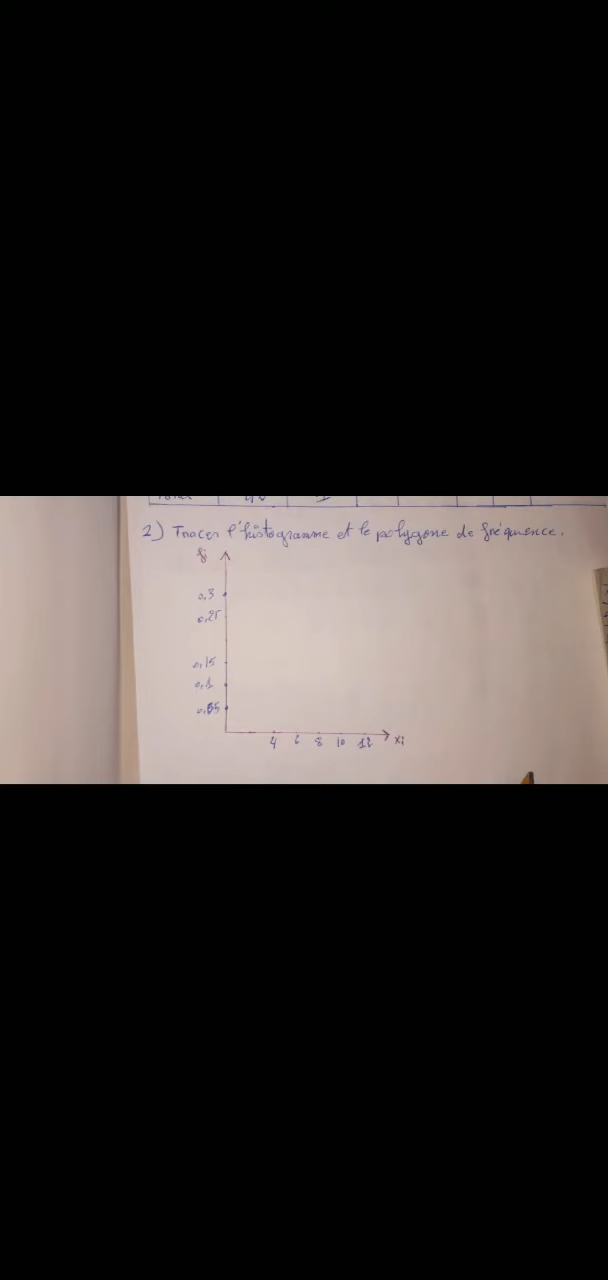 Total
2) Tracer l'histogramme et le polygone de fréquence.
fi
0,3
0,25
0,15
0,1
0,05
4 6 8 10 12 xi